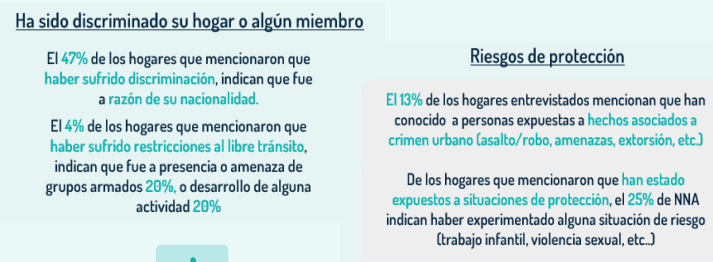 Ha sido discriminado su hogar o algún miembro
El 47% de los hogares que mencionaron que
haber sufrido discriminación, indican que fue
a razón de su nacionalidad.
El 4% de los hogares que mencionaron que
haber sufrido restricciones al libre tránsito,
indican que fue a presencia o amenaza de
grupos armados 20%, o desarrollo de alguna
actividad 20%
Riesgos de protección
El 13% de los hogares entrevistados mencionan que han
conocido a personas expuestas a hechos asociados a
crimen urbano (asalto/robo, amenazas, extorsión, etc.)
De los hogares que mencionaron que han estado
expuestos a situaciones de protección, el 25% de NNA
indican haber experimentado alguna situación de riesgo
(trabajo infantil, violencia sexual, etc..)